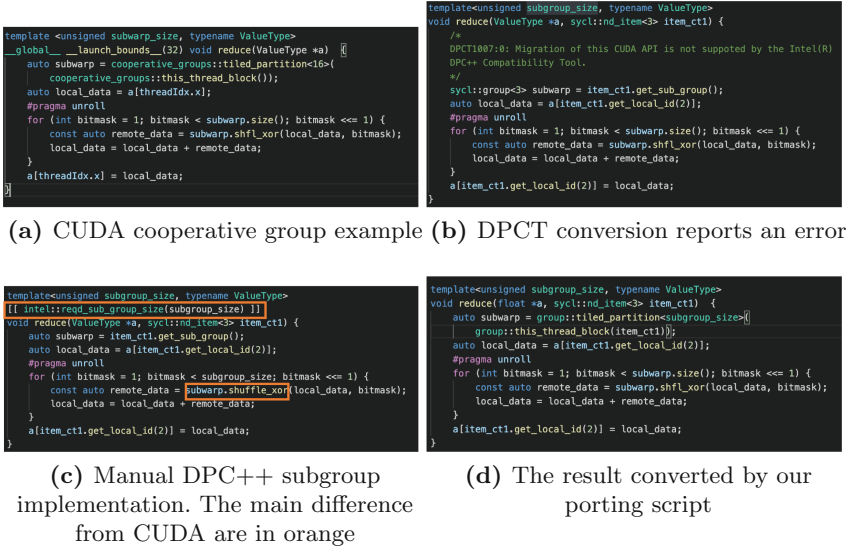 template <unsigned subwarp_size, typename ValueType>
__global__ __launch_bounds__(32) void reduce(ValueType *a) {
    auto subwarp = cooperative_groups::tiled_partition<16>(
        cooperative_groups::this_thread_block());
    auto local_data = a[threadIdx.x];
    #pragma unroll
    for (int bitmask = 1; bitmask < subwarp.size(); bitmask <<= 1) {
        const auto remote_data = subwarp.shfl_xor(local_data, bitmask);
        local_data = local_data + remote_data;
    }
    a[threadIdx.x] = local_data;
}
(a) CUDA cooperative group example
template<unsigned subgroup_size, typename ValueType>
void reduce(ValueType *a, sycl::nd_item<3> item_ct1) {
    /*
    DPCT1007:0: Migration of this CUDA API is not suppoted by the Intel(R)
    DPC++ Compatibility Tool.
    */
    sycl::group<3> subwarp = item_ct1.get_sub_group();
    auto local_data = a[item_ct1.get_local_id(2)];
    #pragma unroll
    for (int bitmask = 1; bitmask < subwarp.size(); bitmask <<= 1) {
        const auto remote_data = subwarp.shfl_xor(local_data, bitmask);
        local_data = local_data + remote_data;
    }
    a[item_ct1.get_local_id(2)] = local_data;
}
(b) DPCT conversion reports an error
template<unsigned subgroup_size, typename ValueType>
[[ intel::reqd_sub_group_size(subgroup_size) ]]
void reduce(ValueType *a, sycl::nd_item<3> item_ct1) {
    auto subwarp = item_ct1.get_sub_group();
    auto local_data = a[item_ct1.get_local_id(2)];
    #pragma unroll
    for (int bitmask = 1; bitmask < subgroup_size; bitmask <<= 1) {
        const auto remote_data = subwarp.shuffle_xor(local_data, bitmask);
        local_data = local_data + remote_data;
    }
    a[item_ct1.get_local_id(2)] = local_data;
}
(c) Manual DPC++ subgroup
implementation. The main difference
from CUDA are in orange
template<unsigned subgroup_size, typename ValueType>
void reduce(float *a, sycl::nd_item<3> item_ct1)  {
    auto subwarp = group::tiled_partition<subgroup_size>(
        group::this_thread_block(item_ct1));
    auto local_data = a[item_ct1.get_local_id(2)];
    #pragma unroll
    for (int bitmask = 1; bitmask < subwarp.size(); bitmask <<= 1) {
        const auto remote_data = subwarp.shfl_xor(local_data, bitmask);
        local_data = local_data + remote_data;
    }
    a[item_ct1.get_local_id(2)] = local_data;
}
(d) The result converted by our
porting script